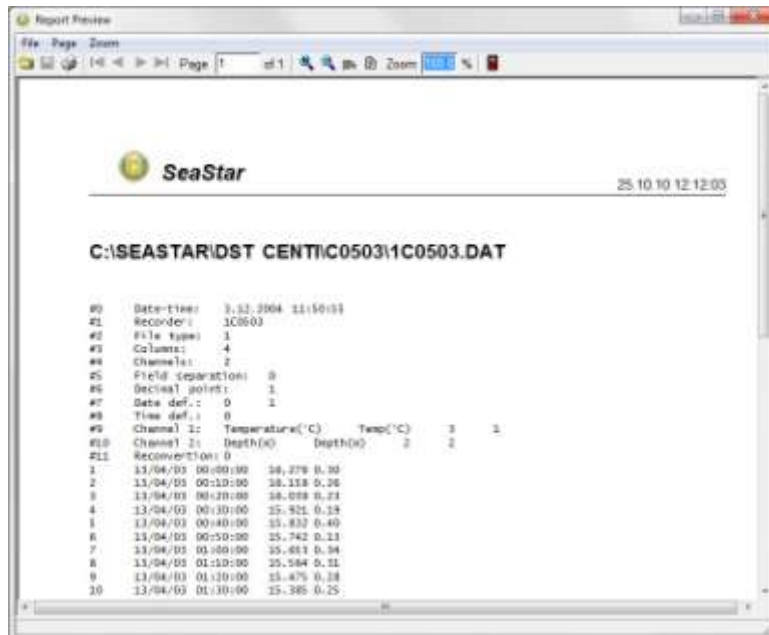 Report Preview
File Page Zoom
Page 1 of 1 Zoom %
SeaStar
25.10.10 12:12:03
C:\SEASTAR\DST CENTI\C0503\1C0503.DAT
#0 Date-time: 3.12.2004 11:50:55
#1 Recorder: 1C0503
#2 File type: 1
#3 Columns: 4
#4 Channels: 2
#5 Field separation: 0
#6 Decimal point: 1
#7 Date def.: 0 1
#8 Time def.: 0
#9 Channel 1: Temperature(°C) Temp(°C) 3 1
#10 Channel 2: Depth(m) Depth(m) 2 2
#11 Reconvertion: 0
1 13/04/03 00:00:00 16.278 0.30
2 13/04/03 00:10:00 16.158 0.26
3 13/04/03 00:20:00 16.039 0.23
4 13/04/03 00:30:00 15.921 0.19
5 13/04/03 00:40:00 15.832 0.40
6 13/04/03 00:50:00 15.742 0.13
7 13/04/03 01:00:00 15.653 0.34
8 13/04/03 01:10:00 15.564 0.31
9 13/04/03 01:20:00 15.475 0.28
10 13/04/03 01:30:00 15.385 0.25